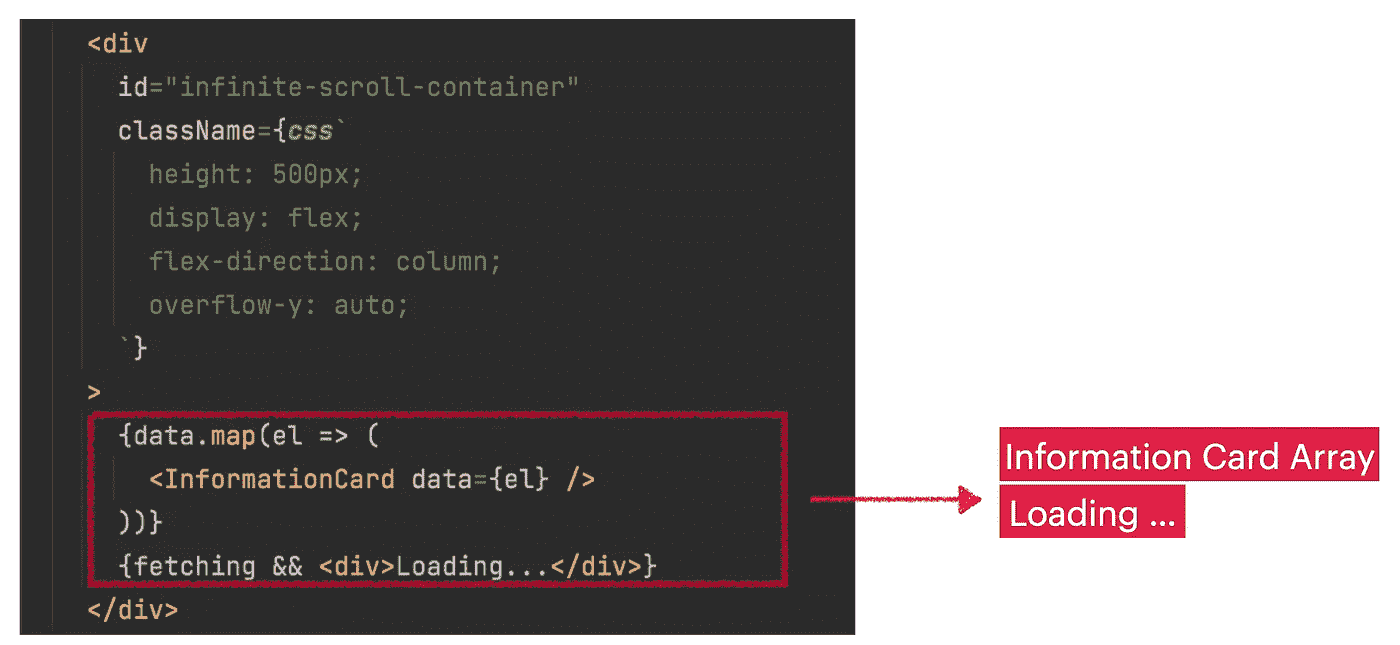 <div
id="infinite-scroll-container"
className={css`
height: 500px;
display: flex;
flex-direction: column;
overflow-y: auto;
`}
>
{data.map(el => (
<InformationCard data={el} />
))}
{fetching && <div>Loading...</div>}
</div>
Information Card Array
Loading ...